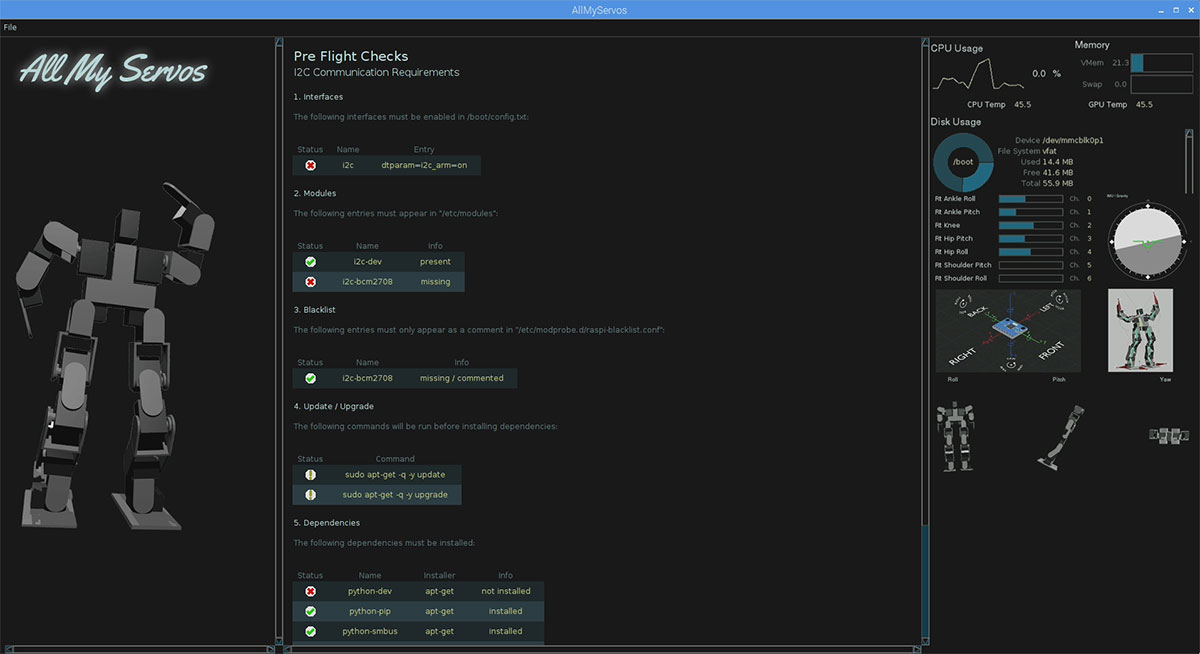 AllMyServos
File
All My Servos
Pre Flight Checks
I2C Communication Requirements
1. Interfaces
The following interfaces must be enabled in /boot/config.txt:
Status Name Entry
i2c dtparam=i2c_arm=on
2. Modules
The following entries must appear in "/etc/modules":
Status Name Info
i2c-dev present
i2c-bcm2708 missing
3. Blacklist
The following entries must only appear as a comment in "/etc/modprobe.d/raspi-blacklist.conf":
Status Name Info
i2c-bcm2708 missing / commented
4. Update / Upgrade
The following commands will be run before installing dependencies:
Status Command
sudo apt-get -q -y update
sudo apt-get -q -y upgrade
5. Dependencies
The following dependencies must be installed:
Status Name Installer Info
python-dev apt-get not installed
python-pip apt-get installed
python-smbus apt-get installed
CPU Usage
0.0 %
CPU Temp 45.5
Memory
VMem 21.3
Swap 0.0
GPU Temp 45.5
Disk Usage
/boot
Device /dev/mmcblk0p1
File System vfat
Used 14.4 MB
Free 41.6 MB
Total 55.9 MB
Rt Ankle Roll Ch. 0
Rt Ankle Pitch Ch. 1
Rt Knee Ch. 2
Rt Hip Pitch Ch. 3
Rt Hip Roll Ch. 4
Rt Shoulder Pitch Ch. 5
Rt Shoulder Roll Ch. 6
IMU / Gravity
BACK
LEFT
RIGHT
FRONT
Roll Pitch Yaw